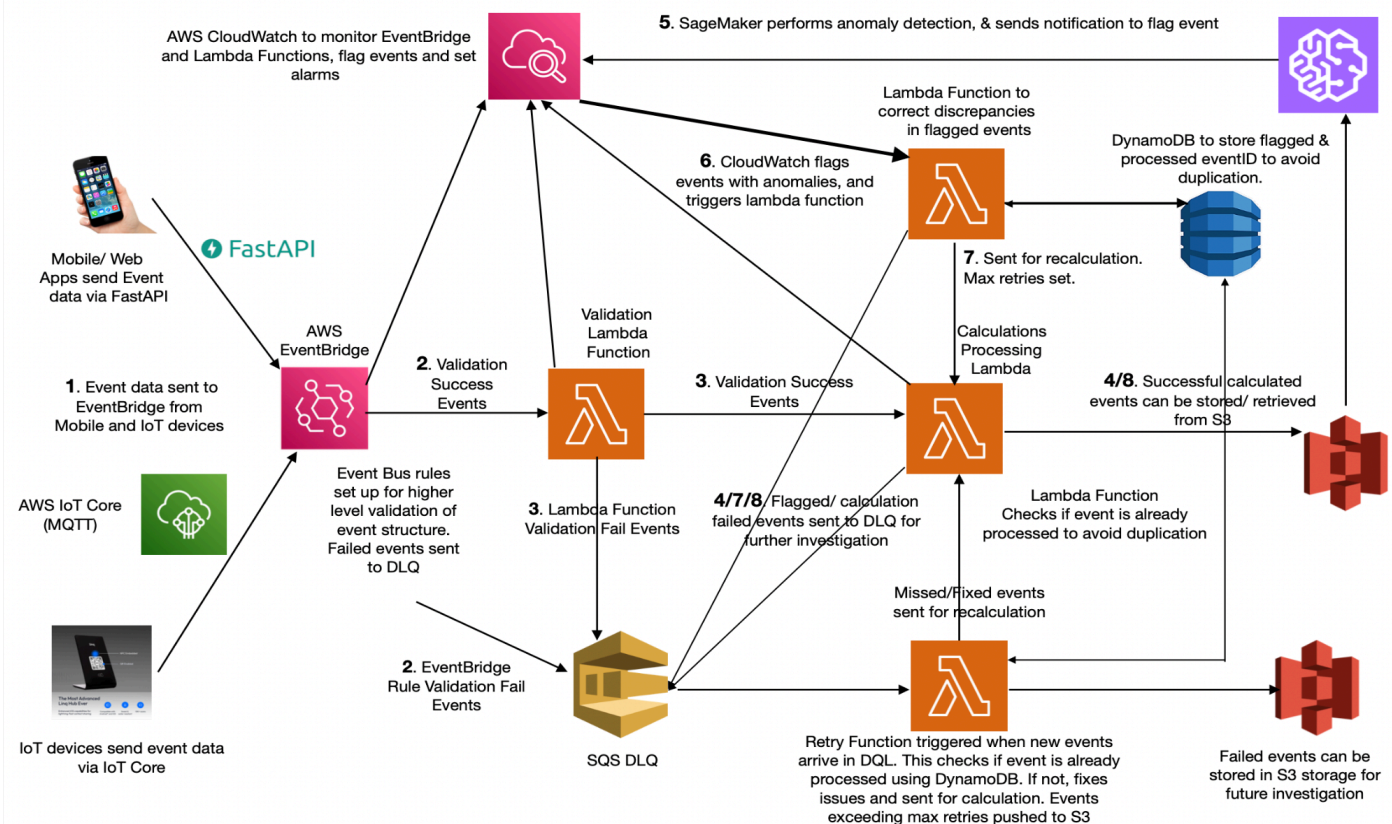 5. SageMaker performs anomaly detection, & sends notification to flag event
AWS CloudWatch to monitor EventBridge
and Lambda Functions, flag events and set
alarms
Lambda Function to
correct discrepancies
in flagged events
DynamoDB to store flagged &
processed eventID to avoid
duplication.
6. CloudWatch flags
events with anomalies, and
triggers lambda function
FastAPI
Mobile/ Web
Apps send Event
data via FastAPI
7. Sent for recalculation.
Max retries set.
AWS
EventBridge
Validation
Lambda
Function
Calculations
Processing
Lambda
1. Event data sent to
EventBridge from
Mobile and IoT devices
2. Validation
Success
Events
3. Validation Success
Events
4/8. Successful calculated
events can be stored/ retrieved
from S3
AWS IoT Core
(MQTT)
Event Bus rules
set up for higher
level validation of
event structure.
Failed events sent
to DLQ
3. Lambda Function
Validation Fail Events
4/7/8. Flagged/ calculation
failed events sent to DLQ for
further investigation
Lambda Function
Checks if event is already
processed to avoid duplication
Missed/Fixed events
sent for recalculation
2. EventBridge
Rule Validation Fail
Events
The Most Advanced
Linq Hub Ever
IoT devices send event data
via IoT Core
SQS DLQ
Retry Function triggered when new events
arrive in DQL. This checks if event is already
processed using DynamoDB. If not, fixes
issues and sent for calculation. Events
exceeding max retries pushed to S3
Failed events can be
stored in S3 storage for
future investigation